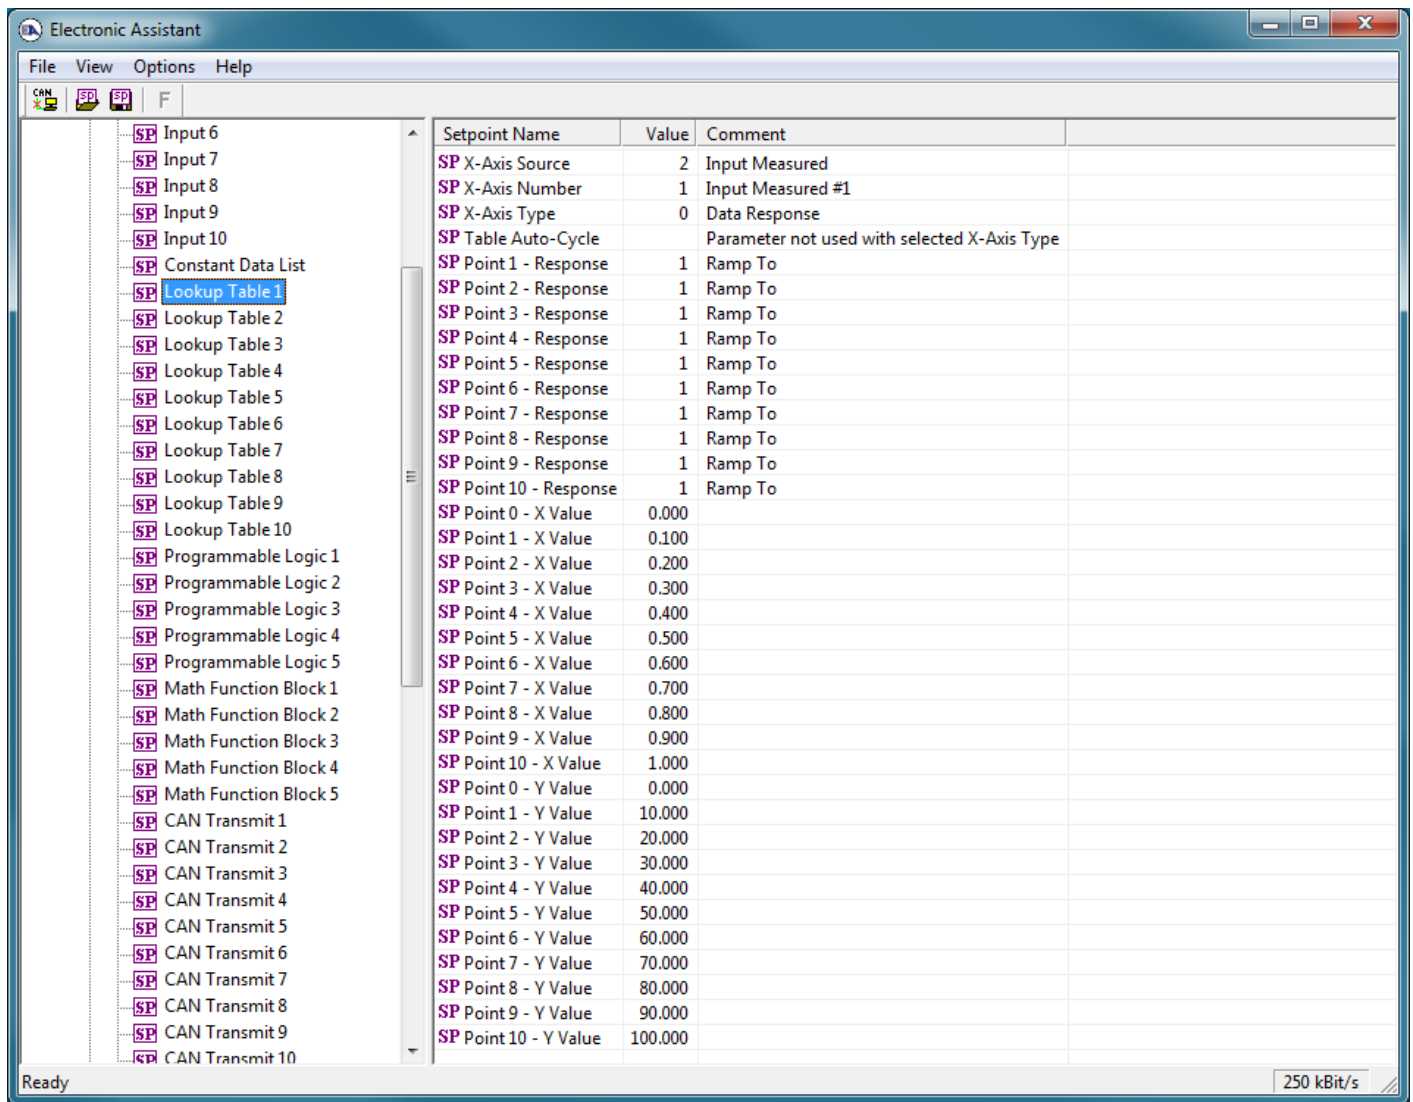 Electronic Assistant
File View Options Help
CAN SP SP F
SP Input 6
SP Input 7
SP Input 8
SP Input 9
SP Input 10
SP Constant Data List
SP Lookup Table 1
SP Lookup Table 2
SP Lookup Table 3
SP Lookup Table 4
SP Lookup Table 5
SP Lookup Table 6
SP Lookup Table 7
SP Lookup Table 8
SP Lookup Table 9
SP Lookup Table 10
SP Programmable Logic 1
SP Programmable Logic 2
SP Programmable Logic 3
SP Programmable Logic 4
SP Programmable Logic 5
SP Math Function Block 1
SP Math Function Block 2
SP Math Function Block 3
SP Math Function Block 4
SP Math Function Block 5
SP CAN Transmit 1
SP CAN Transmit 2
SP CAN Transmit 3
SP CAN Transmit 4
SP CAN Transmit 5
SP CAN Transmit 6
SP CAN Transmit 7
SP CAN Transmit 8
SP CAN Transmit 9
SP CAN Transmit 10
Setpoint Name Value Comment
SP X-Axis Source 2 Input Measured
SP X-Axis Number 1 Input Measured #1
SP X-Axis Type 0 Data Response
SP Table Auto-Cycle Parameter not used with selected X-Axis Type
SP Point 1 - Response 1 Ramp To
SP Point 2 - Response 1 Ramp To
SP Point 3 - Response 1 Ramp To
SP Point 4 - Response 1 Ramp To
SP Point 5 - Response 1 Ramp To
SP Point 6 - Response 1 Ramp To
SP Point 7 - Response 1 Ramp To
SP Point 8 - Response 1 Ramp To
SP Point 9 - Response 1 Ramp To
SP Point 10 - Response 1 Ramp To
SP Point 0 - X Value 0.000
SP Point 1 - X Value 0.100
SP Point 2 - X Value 0.200
SP Point 3 - X Value 0.300
SP Point 4 - X Value 0.400
SP Point 5 - X Value 0.500
SP Point 6 - X Value 0.600
SP Point 7 - X Value 0.700
SP Point 8 - X Value 0.800
SP Point 9 - X Value 0.900
SP Point 10 - X Value 1.000
SP Point 0 - Y Value 0.000
SP Point 1 - Y Value 10.000
SP Point 2 - Y Value 20.000
SP Point 3 - Y Value 30.000
SP Point 4 - Y Value 40.000
SP Point 5 - Y Value 50.000
SP Point 6 - Y Value 60.000
SP Point 7 - Y Value 70.000
SP Point 8 - Y Value 80.000
SP Point 9 - Y Value 90.000
SP Point 10 - Y Value 100.000
Ready 250 kBit/s